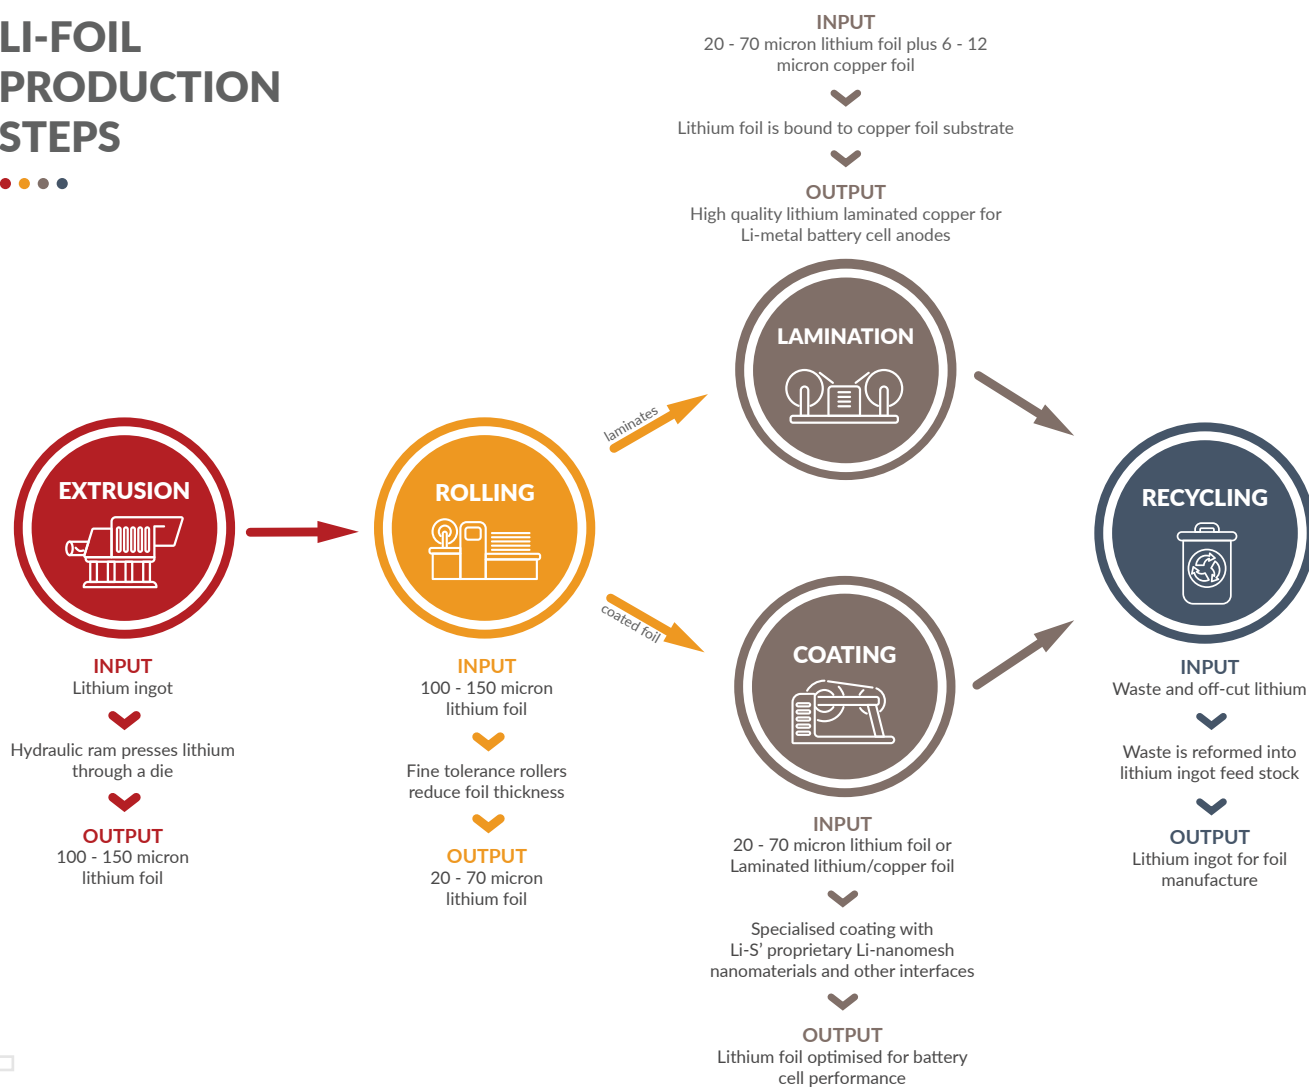 LI-FOIL
PRODUCTION
STEPS
INPUT
20 - 70 micron lithium foil plus 6 - 12
micron copper foil
Lithium foil is bound to copper foil substrate
OUTPUT
High quality lithium laminated copper for
Li-metal battery cell anodes
LAMINATION
laminates
EXTRUSION
INPUT
Lithium ingot
Hydraulic ram presses lithium
through a die
OUTPUT
100 - 150 micron
lithium foil
ROLLING
INPUT
100 - 150 micron
lithium foil
Fine tolerance rollers
reduce foil thickness
OUTPUT
20 - 70 micron
lithium foil
coated foil
COATING
INPUT
20 - 70 micron lithium foil or
Laminated lithium/copper foil
Specialised coating with
Li-S' proprietary Li-nanomesh
nanomaterials and other interfaces
OUTPUT
Lithium foil optimised for battery
cell performance
RECYCLING
INPUT
Waste and off-cut lithium
Waste is reformed into
lithium ingot feed stock
OUTPUT
Lithium ingot for foil
manufacture